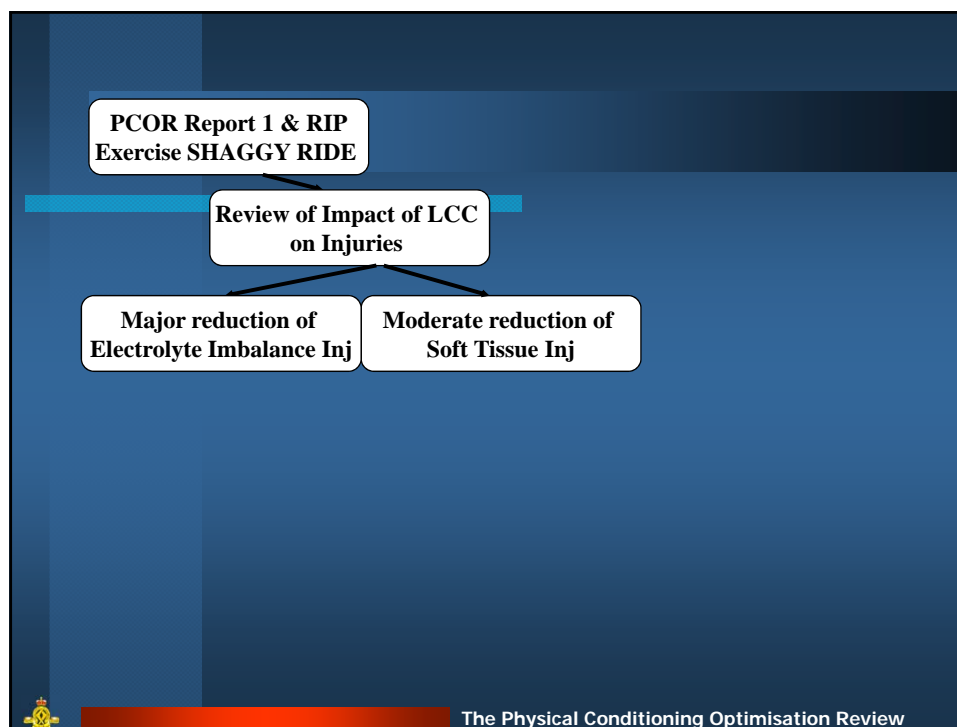 PCOR Report 1 & RIP
Exercise SHAGGY RIDE
Review of Impact of LCC
on Injuries
Major reduction of
Electrolyte Imbalance Inj
Moderate reduction of
Soft Tissue Inj
The Physical Conditioning Optimisation Review